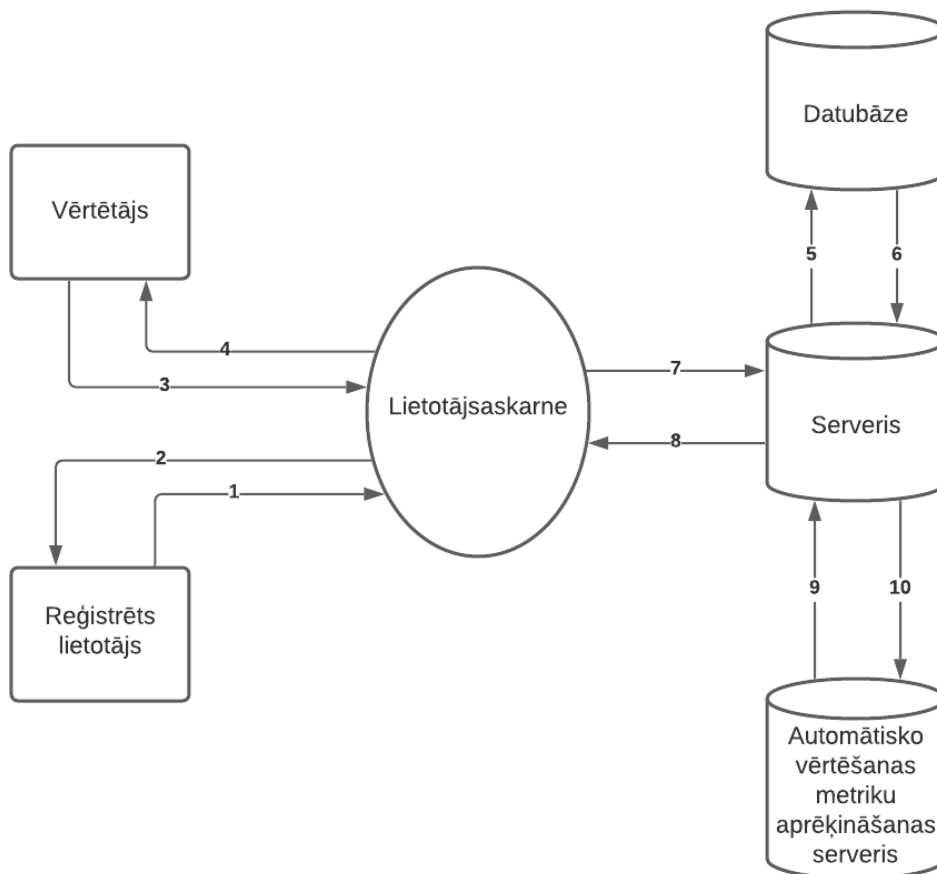 Datubāze
Vērtētājs
5
6
4
3
7
Lietotājsaskarne
Serveris
8
2
1
9
10
Reģistrēts
lietotājs
Automātisko
vērtēšanas
metriku
aprēķināšanas
serveris